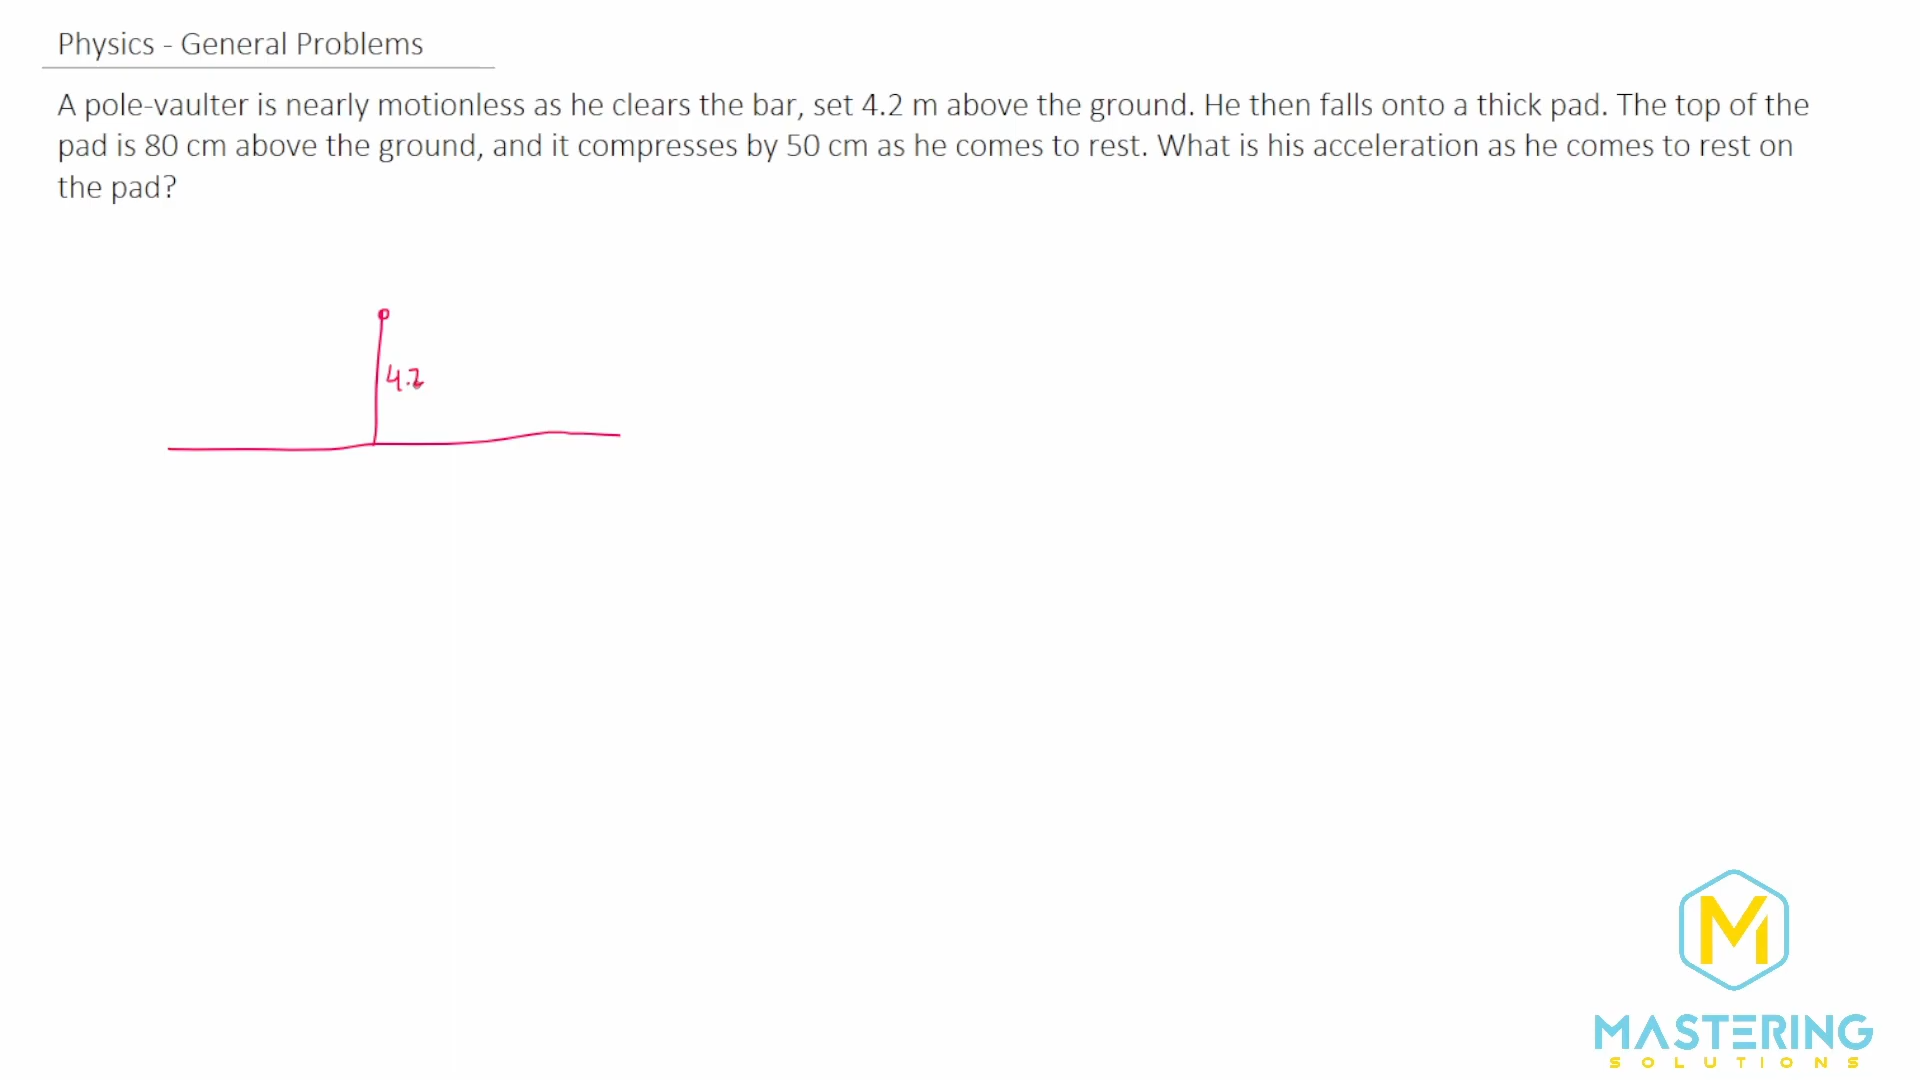 Physics - General Problems
A pole-vaulter is nearly motionless as he clears the bar, set 4.2 m above the ground. He then falls onto a thick pad. The top of the
pad is 80 cm above the ground, and it compresses by 50 cm as he comes to rest. What is his acceleration as he comes to rest on
the pad?
4.2
MASTERING
SOLUTIONS